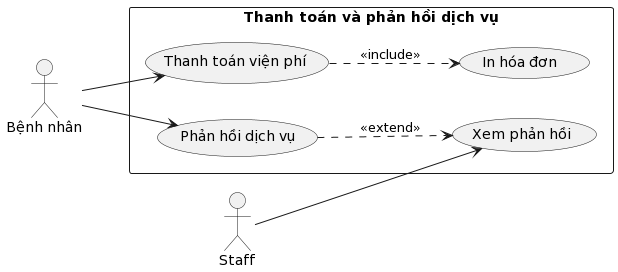 Thanh toán và phản hồi dịch vụ
Thanh toán viện phí
«include»
In hóa đơn
Bệnh nhân
Phản hồi dịch vụ
«extend»
Xem phản hồi
Staff